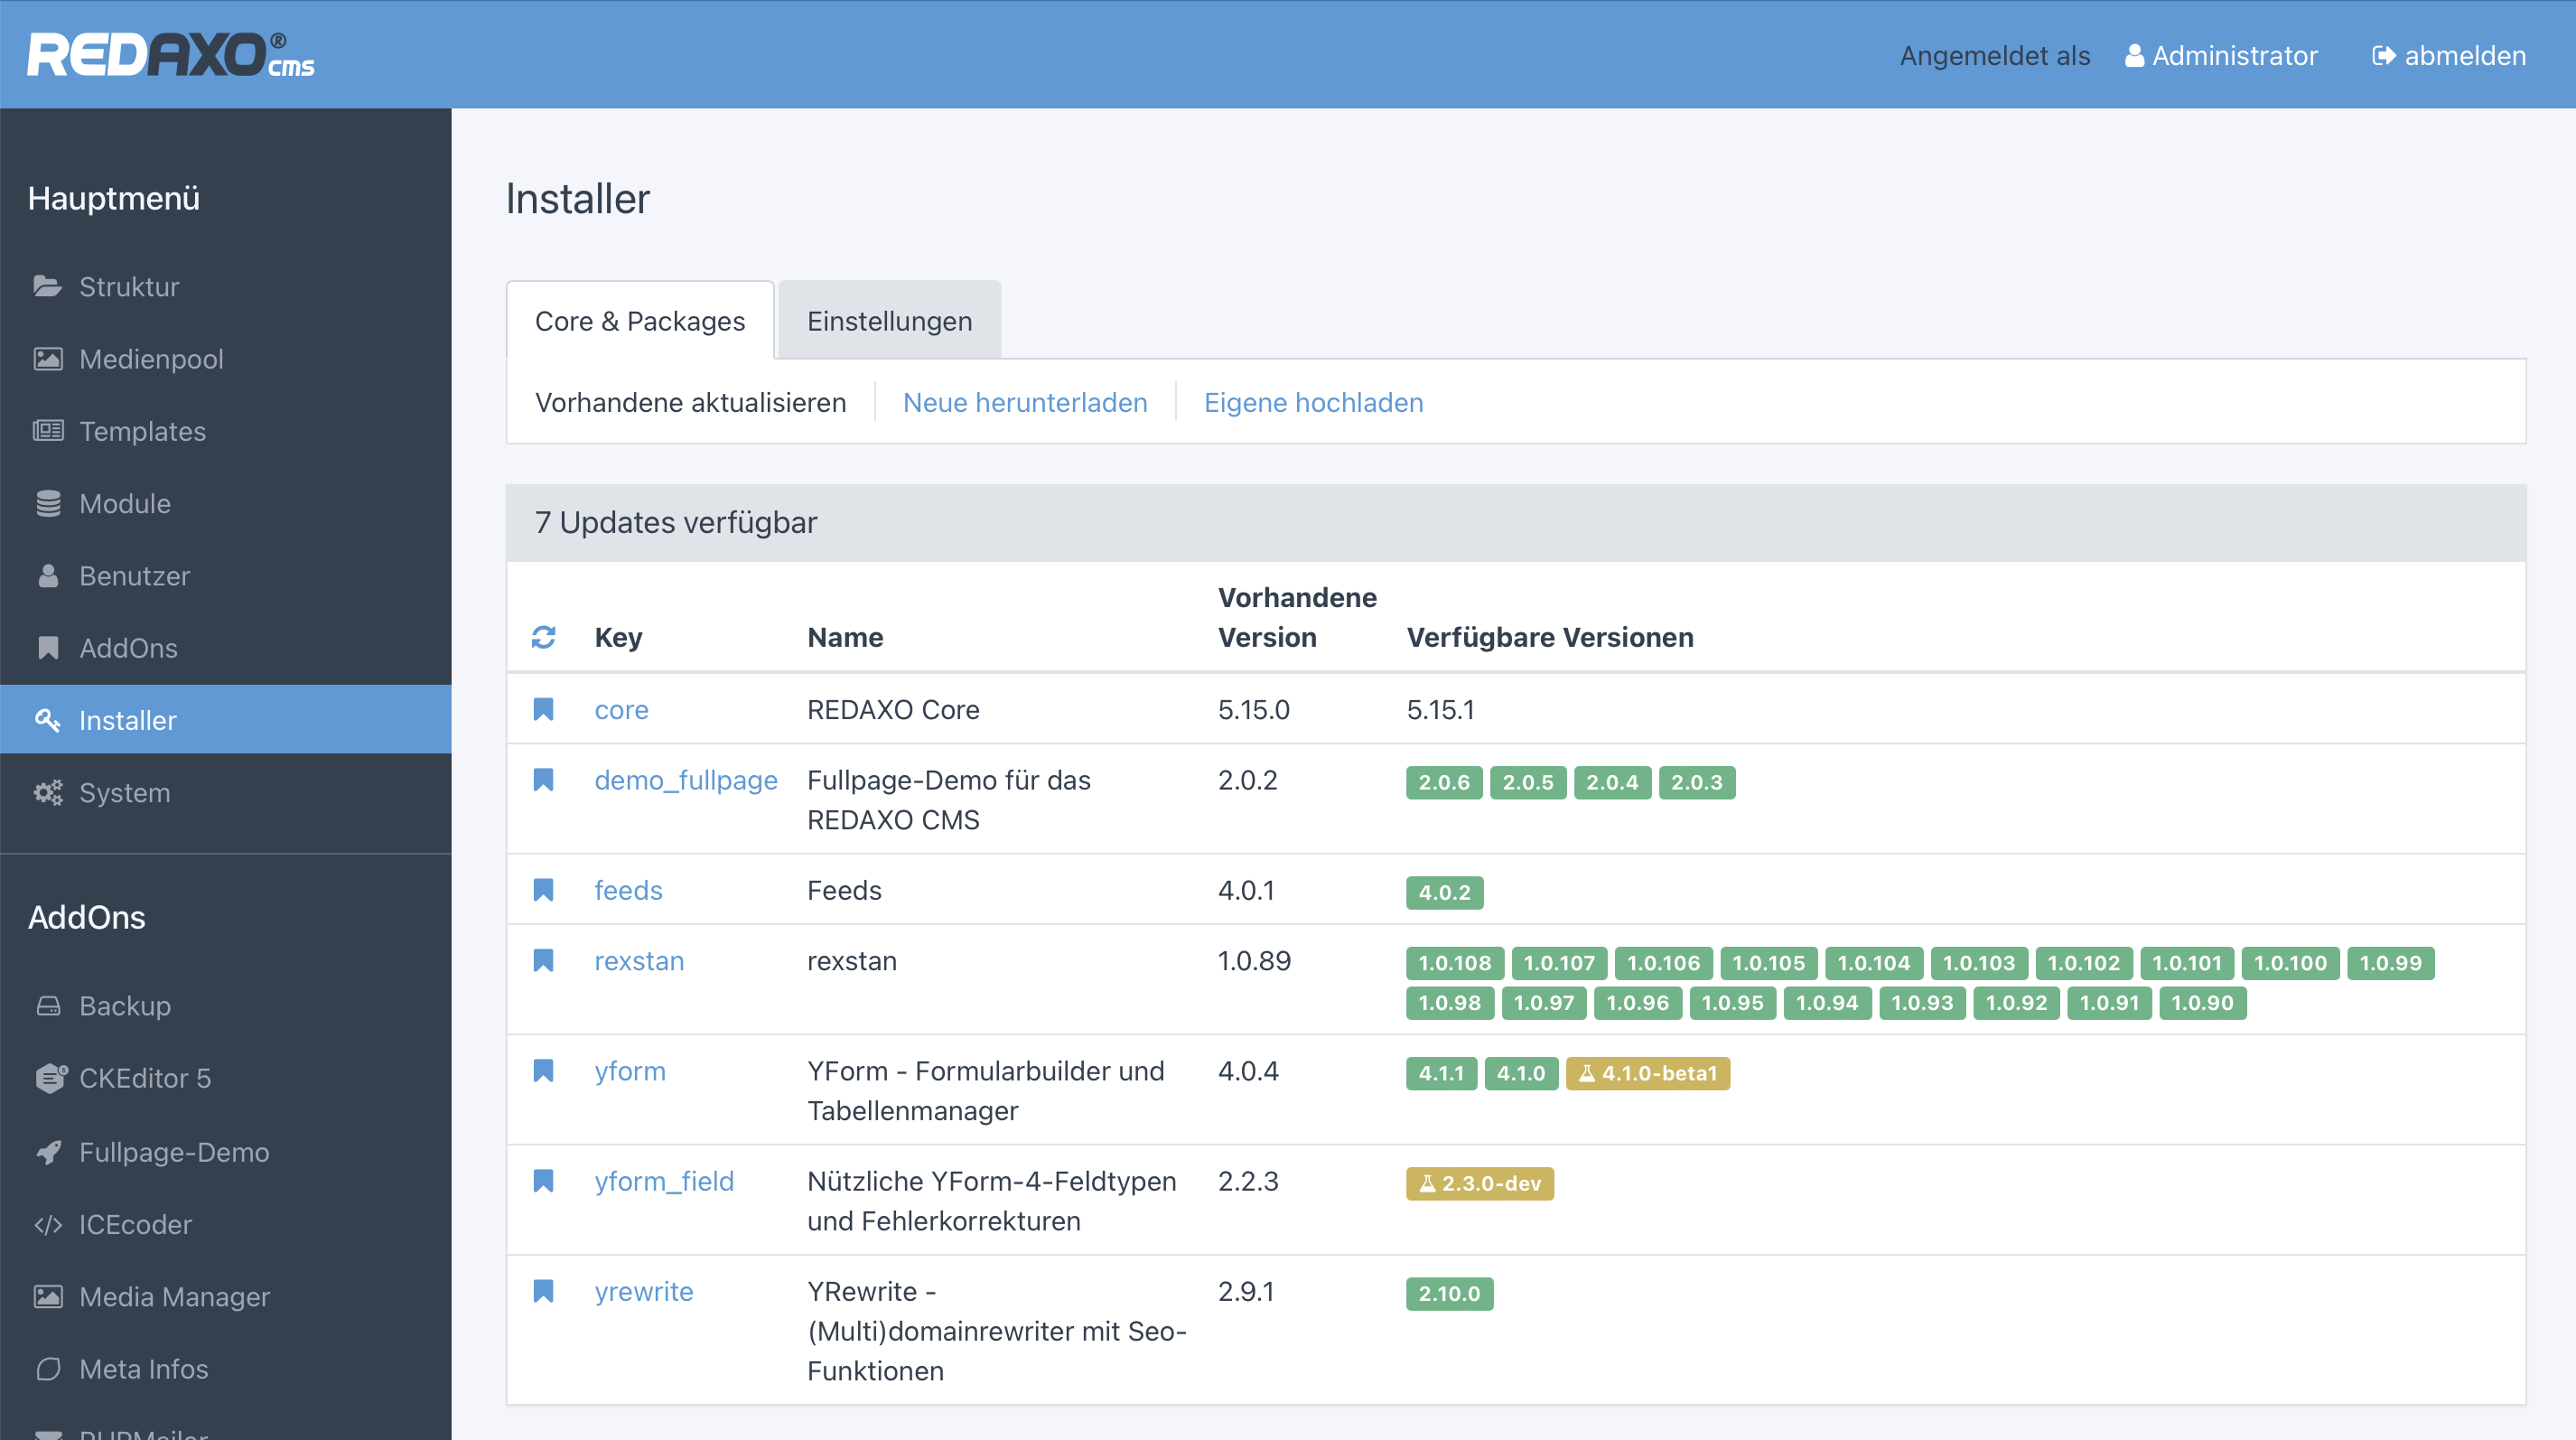 REDAXO® cms
Angemeldet als Administrator abmelden
Hauptmenü
Struktur
Medienpool
Templates
Module
Benutzer
AddOns
Installer
System
AddOns
Backup
CKEditor 5
Fullpage-Demo
ICEcoder
Media Manager
Meta Infos
PHPMailer
Installer
Core & Packages Einstellungen
Vorhandene aktualisieren Neue herunterladen Eigene hochladen
7 Updates verfügbar
Vorhandene
Key Name Version Verfügbare Versionen
core REDAXO Core 5.15.0 5.15.1
demo_fullpage Fullpage-Demo für das 2.0.2 2.0.6 2.0.5 2.0.4 2.0.3
REDAXO CMS
feeds Feeds 4.0.1 4.0.2
rexstan rexstan 1.0.89 1.0.108 1.0.107 1.0.106 1.0.105 1.0.104 1.0.103 1.0.102 1.0.101 1.0.100 1.0.99
1.0.98 1.0.97 1.0.96 1.0.95 1.0.94 1.0.93 1.0.92 1.0.91 1.0.90
yform YForm - Formularbuilder und 4.0.4 4.1.1 4.1.0 4.1.0-beta1
Tabellenmanager
yform_field Nützliche YForm-4-Feldtypen 2.2.3 2.3.0-dev
und Fehlerkorrekturen
yrewrite YRewrite - 2.9.1 2.10.0
(Multi)domainrewriter mit Seo-
Funktionen